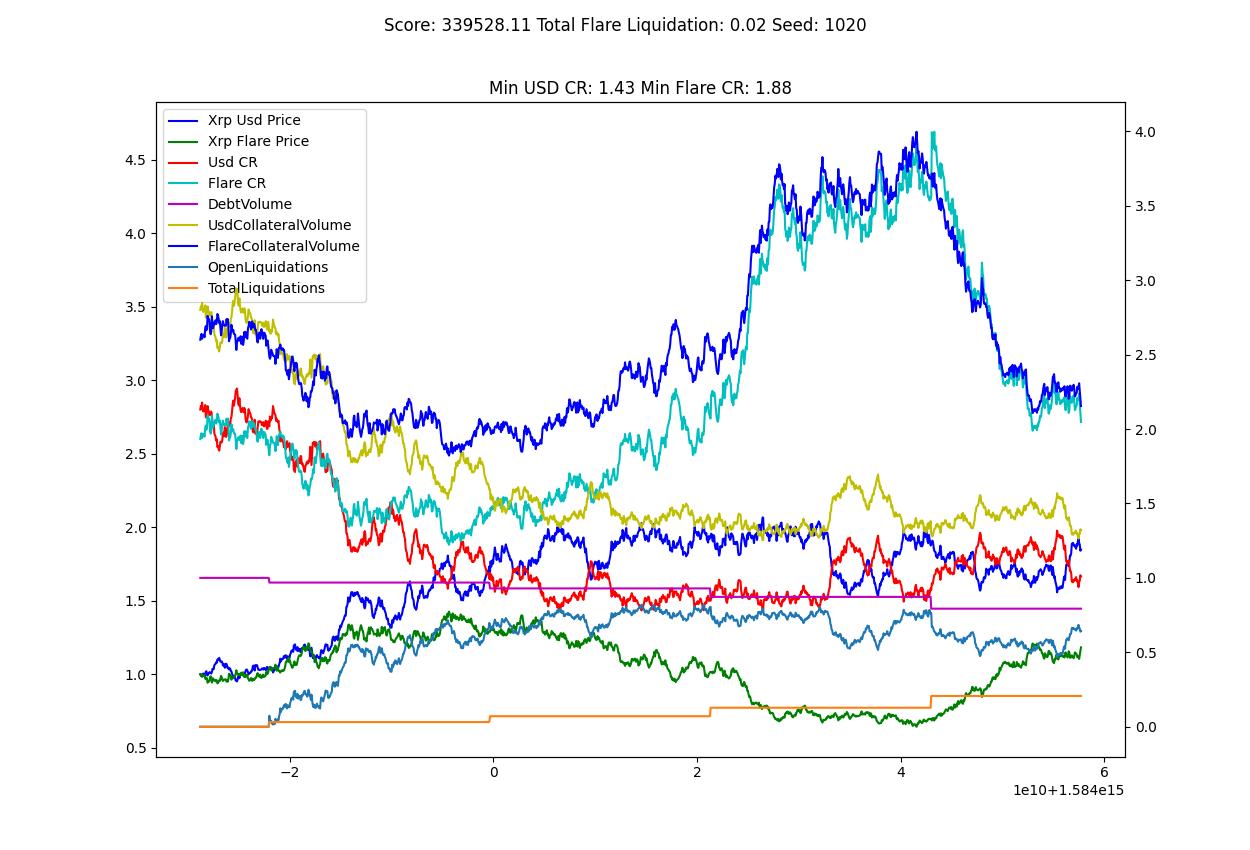 Score: 339528.11 Total Flare Liquidation: 0.02 Seed: 1020
Min USD CR: 1.43 Min Flare CR: 1.88
Xrp Usd Price
Xrp Flare Price
Usd CR
Flare CR
DebtVolume
UsdCollateralVolume
FlareCollateralVolume
OpenLiquidations
TotalLiquidations
4.5
4.0
3.5
3.0
2.5
2.0
1.5
1.0
0.5
4.0
3.5
3.0
2.5
2.0
1.5
1.0
0.5
0.0
−2
0
2
4
6
1e10+1.584e15